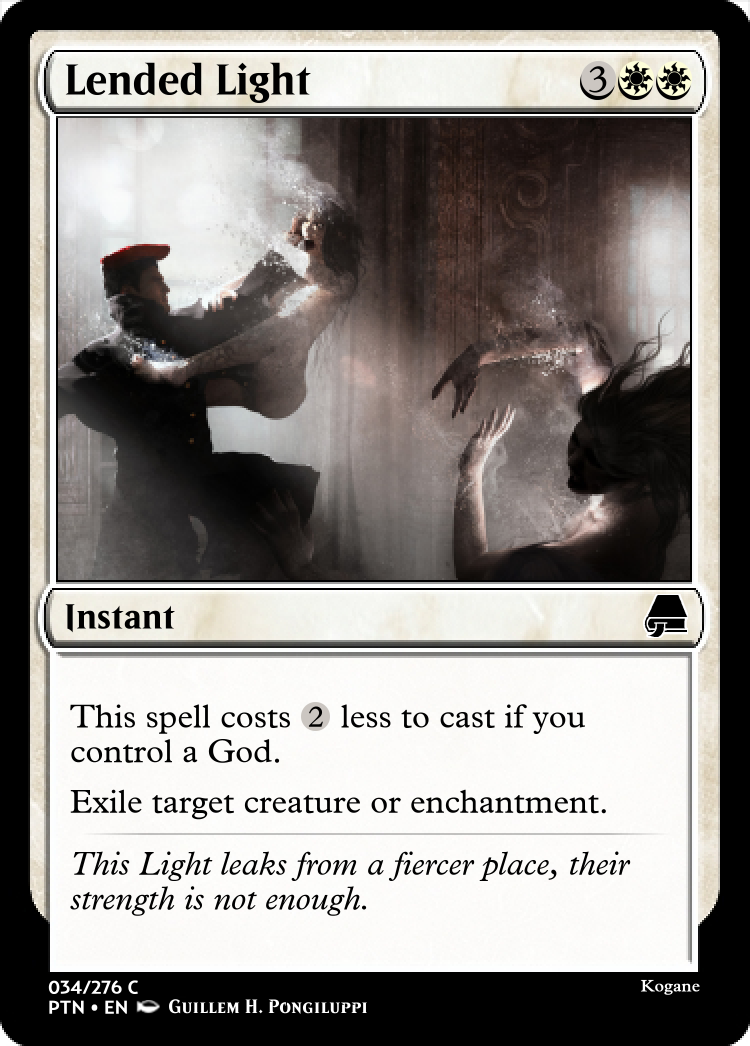 Lended Light 3
Instant
This spell costs 2 less to cast if you
control a God.
Exile target creature or enchantment.
This Light leaks from a fiercer place, their
strength is not enough.
034/276 C Kogane
PTN • EN Guillem H. Pongiluppi